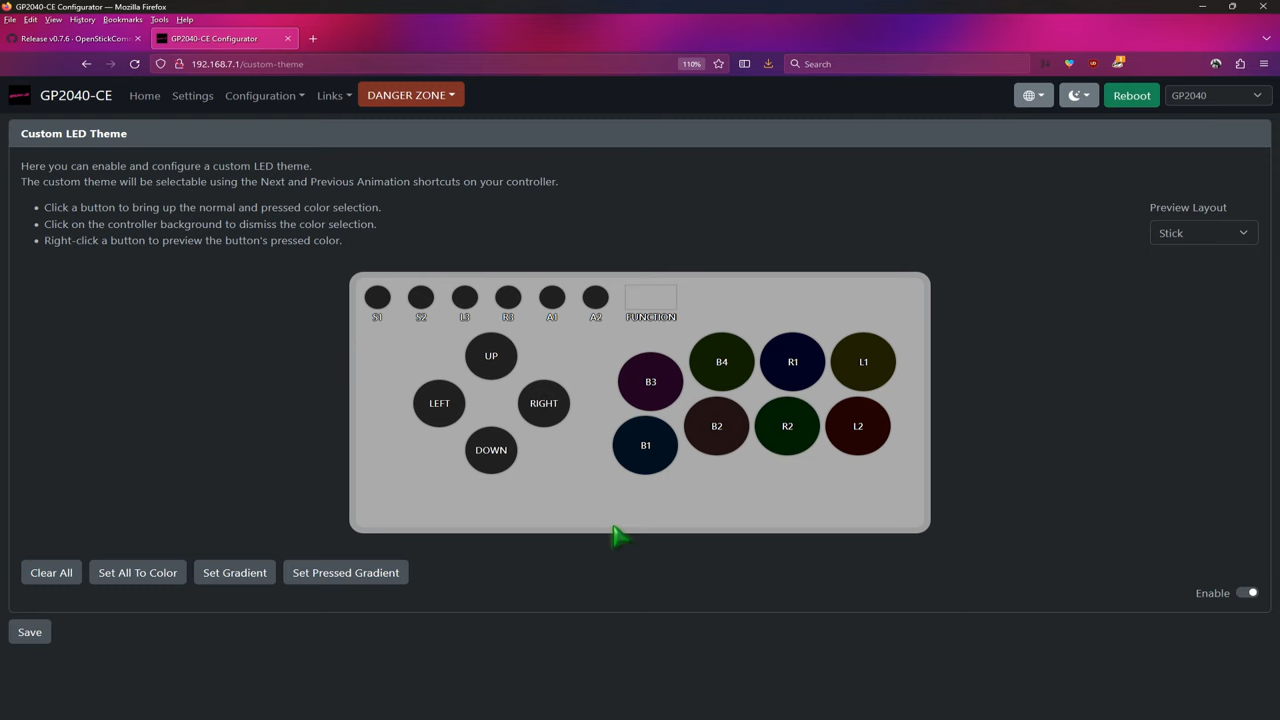 GP2040-CE Configurator — Mozilla Firefox
File Edit View History Bookmarks Tools Help
Release v0.7.6 · OpenStickCom
GP2040-CE Configurator
192.168.7.1/custom-theme
110%
Search
GP2040-CE Home Settings Configuration Links DANGER ZONE
Reboot GP2040
Custom LED Theme
Here you can enable and configure a custom LED theme.
The custom theme will be selectable using the Next and Previous Animation shortcuts on your controller.
Click a button to bring up the normal and pressed color selection.
Click on the controller background to dismiss the color selection.
Right-click a button to preview the button's pressed color.
Preview Layout
Stick
S1 S2 L3 R3 A1 A2 FUNCTION
UP
LEFT RIGHT
DOWN
B3 B4 R1 L1
B1 B2 R2 L2
Clear All Set All To Color Set Gradient Set Pressed Gradient
Enable
Save